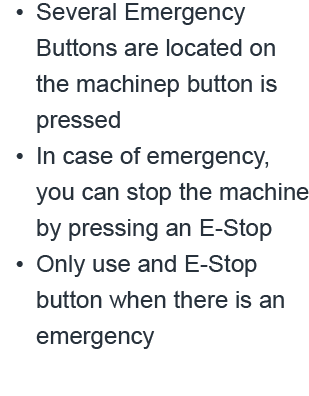 • Several Emergency
Buttons are located on
the machinep button is
pressed
• In case of emergency,
you can stop the machine
by pressing an E-Stop
• Only use and E-Stop
button when there is an
emergency